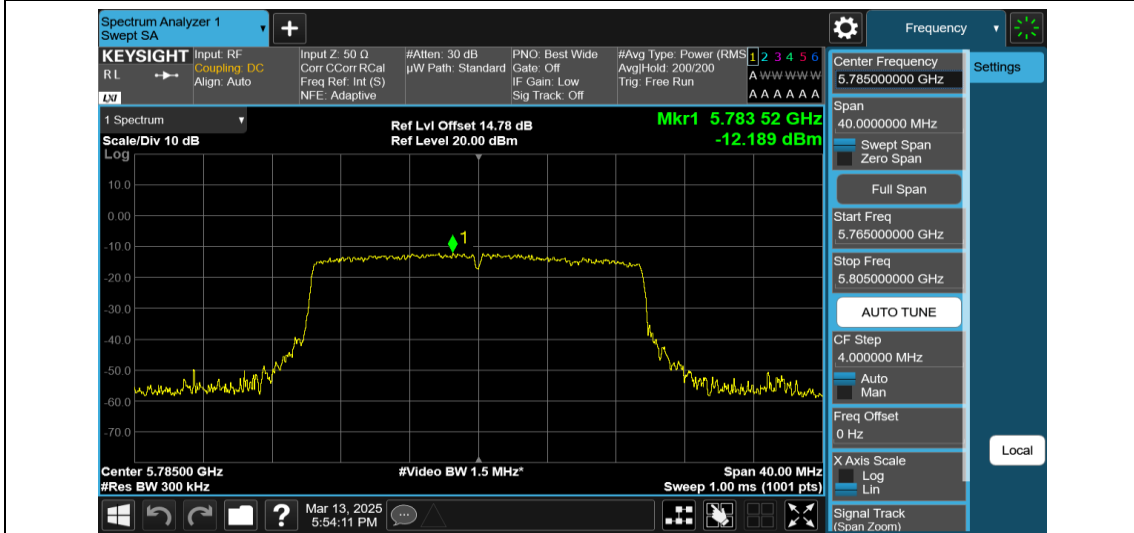 Spectrum Analyzer 1
Swept SA
Frequency
KEYSIGHT
R L
LXI
Input: RF
Coupling: DC
Align: Auto
Input Z: 50 Ω
Corr CCorr RCal
Freq Ref: Int (S)
NFE: Adaptive
#Atten: 30 dB
µW Path: Standard
PNO: Best Wide
Gate: Off
IF Gain: Low
Sig Track: Off
#Avg Type: Power (RMS
Avg|Hold: 200/200
Trig: Free Run
1 2 3 4 5 6
A W W W W W
A A A A A A
1 Spectrum
Scale/Div 10 dB
Log
Ref Lvl Offset 14.78 dB
Ref Level 20.00 dBm
Mkr1 5.783 52 GHz
-12.189 dBm
10.0
0.00
-10.0
-20.0
-30.0
-40.0
-50.0
-60.0
-70.0
1
Center 5.78500 GHz
#Res BW 300 kHz
#Video BW 1.5 MHz*
Span 40.00 MHz
Sweep 1.00 ms (1001 pts)
Center Frequency
5.785000000 GHz
Span
40.0000000 MHz
Swept Span
Zero Span
Full Span
Start Freq
5.765000000 GHz
Stop Freq
5.805000000 GHz
AUTO TUNE
CF Step
4.000000 MHz
Auto
Man
Freq Offset
0 Hz
X Axis Scale
Log
Lin
Signal Track
(Span Zoom)
Settings
Local
?
Mar 13, 2025
5:54:11 PM